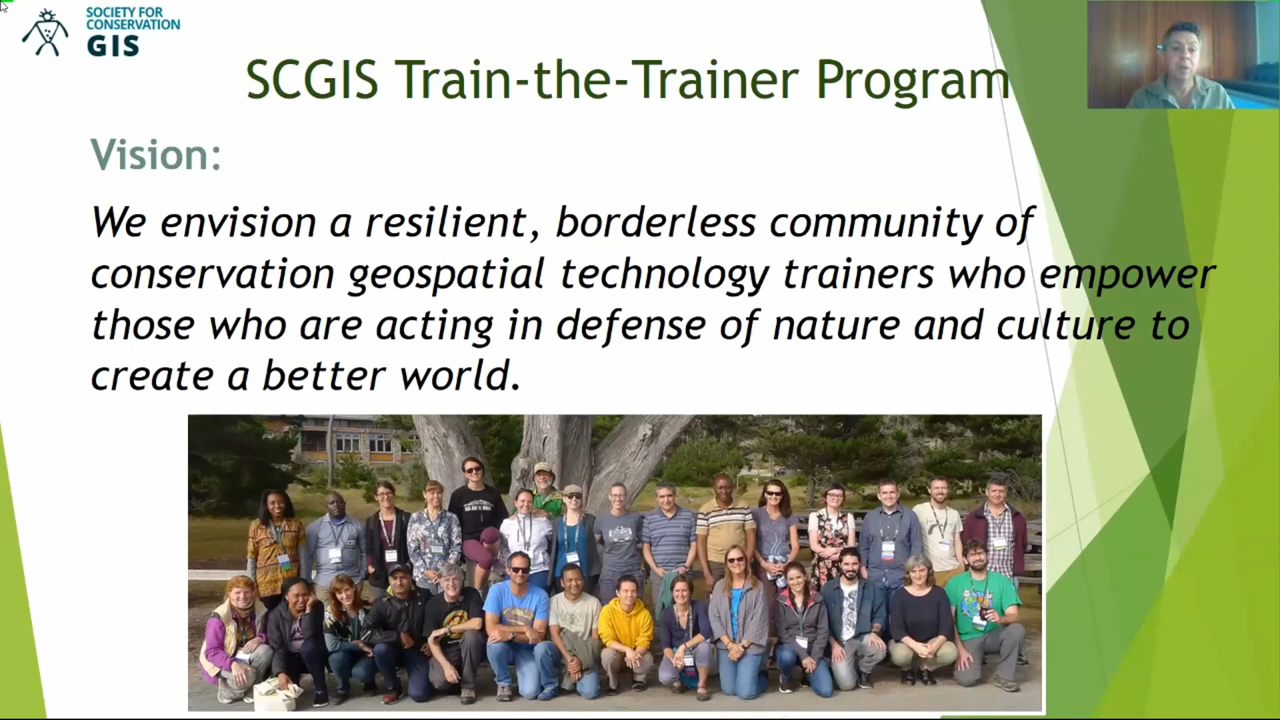 SOCIETY FOR
CONSERVATION
GIS
SCGIS Train-the-Trainer Program
Vision:
We envision a resilient, borderless community of
conservation geospatial technology trainers who empower
those who are acting in defense of nature and culture to
create a better world.